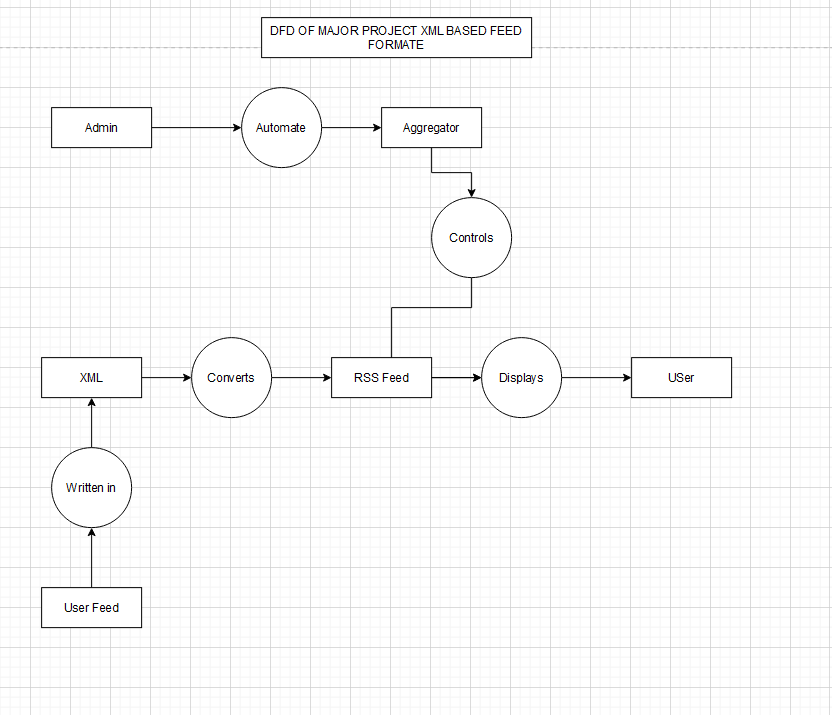 DFD OF MAJOR PROJECT XML BASED FEED
FORMATE
Admin
Automate
Aggregator
Controls
XML
Converts
RSS Feed
Displays
USer
Written in
User Feed